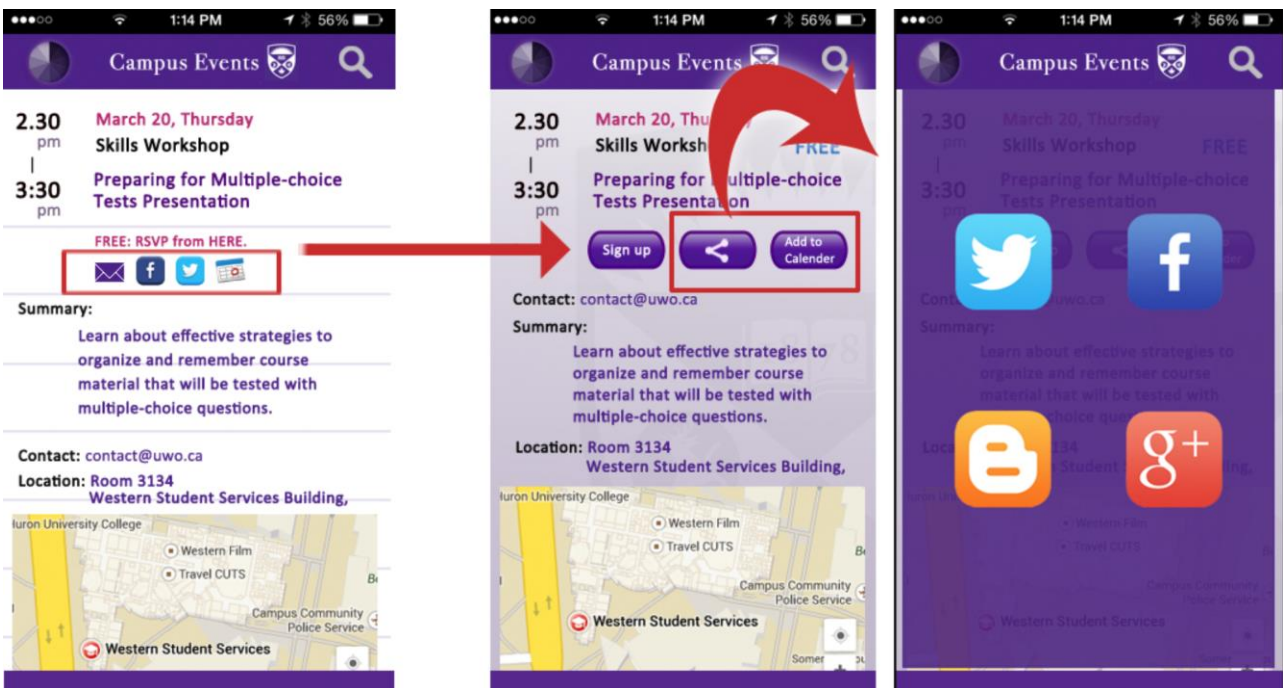 1:14 PM
56%
Campus Events
2.30
pm
3:30
pm
March 20, Thursday
Skills Workshop
Preparing for Multiple-choice
Tests Presentation
FREE: RSVP from HERE.
f
Summary:
Learn about effective strategies to
organize and remember course
material that will be tested with
multiple-choice questions.
Contact: contact@uwo.ca
Location: Room 3134
Western Student Services Building,
Huron University College
Western Film
Travel CUTS
Campus Community
Police Service
Western Student Services
1:14 PM
56%
Campus Events
2.30
pm
3:30
pm
March 20, Thu
Skills Worksh
FREE
Preparing for Multiple-choice
Tests Presentation
Sign up
Add to
Calender
Contact: contact@uwo.ca
Summary:
Learn about effective strategies to
organize and remember course
material that will be tested with
multiple-choice questions.
Location: Room 3134
Western Student Services Building,
Huron University College
Western Film
Travel CUTS
Campus Community
Police Service
Western Student Services
Somer
1:14 PM
56%
Campus Events
2.30
pm
3:30
pm
March 20, Thursday
Skills Workshop
FREE
Preparing for Multiple-choice
Tests Presentation
f
uwo.ca
Summary:
Learn about effective strategies to
organize and remember course
material that will be tested with
g+
Western Film
Travel CUTS
Campus Community
Police Service
Western Student Services